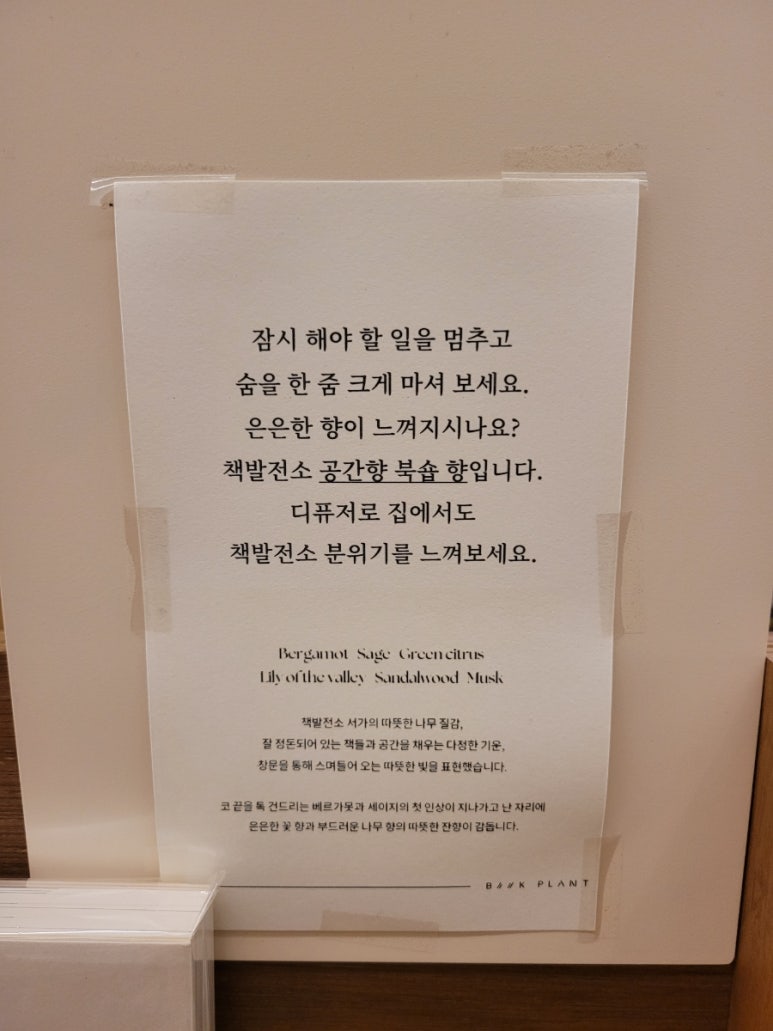 잠시 해야 할 일을 멈추고
숨을 한 줌 크게 마셔 보세요.
은은한 향이 느껴지시나요?
책발전소 공간향 북숍 향입니다.
디퓨저로 집에서도
책발전소 분위기를 느껴보세요.
Bergamot Sage Green citrus
Lily of the valley Sandalwood Musk
책발전소 서가의 따뜻한 나무 질감,
잘 정돈되어 있는 책들과 공간을 채우는 다정한 기운,
창문을 통해 스며들어 오는 따뜻한 빛을 표현했습니다.
코 끝을 톡 건드리는 베르가못과 세이지의 첫 인상이 지나가고 난 자리에
은은한 꽃 향과 부드러운 나무 향의 따뜻한 잔향이 감돕니다.
B////K PLANT